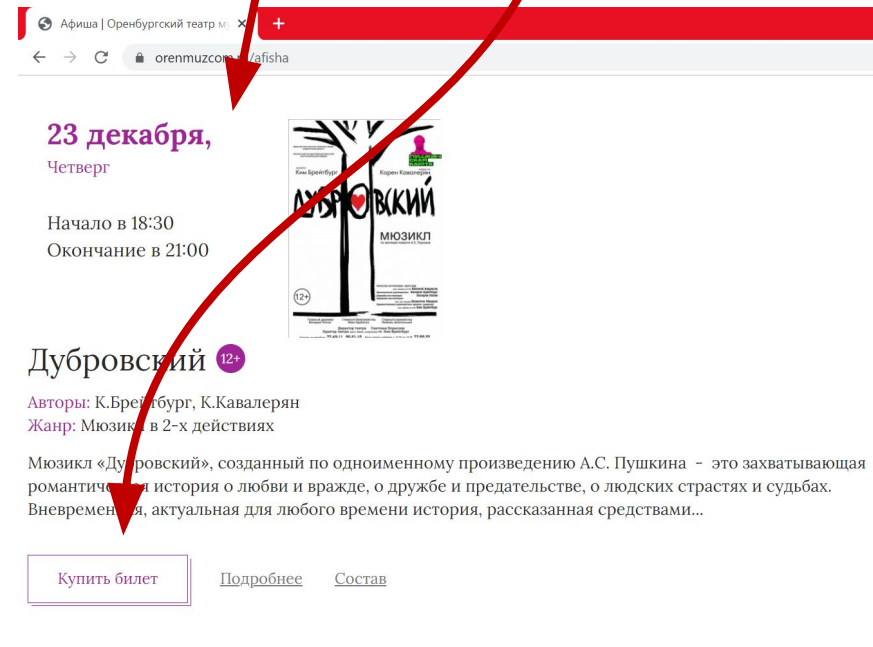 Афиша | Оренбургский театр м
orenmuzcom /afisha
23 декабря,
Четверг
Начало в 18:30
Окончание в 21:00
Ким Брейтбург
Карен Кавалерян
ДУБРОВСКИЙ
МЮЗИКЛ
12+
Дубровский 12+
Авторы: К.Брейтбург, К.Кавалерян
Жанр: Мюзикл в 2-х действиях
Мюзикл «Дубровский», созданный по одноименному произведению А.С. Пушкина - это захватывающая
романтическая история о любви и вражде, о дружбе и предательстве, о людских страстях и судьбах.
Вневременная, актуальная для любого времени история, рассказанная средствами...
Купить билет
Подробнее
Состав